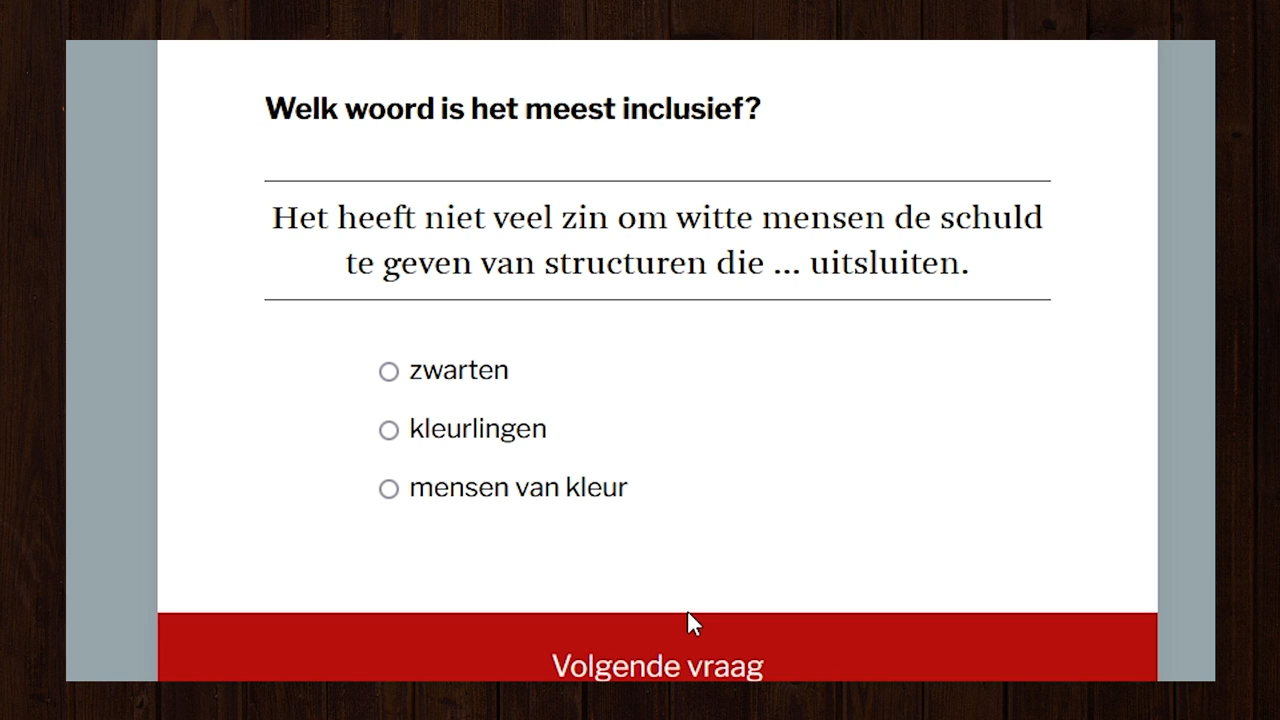 Welk woord is het meest inclusief?
Het heeft niet veel zin om witte mensen de schuld
te geven van structuren die ... uitsluiten.
zwarten
kleurlingen
mensen van kleur
Volgende vraag